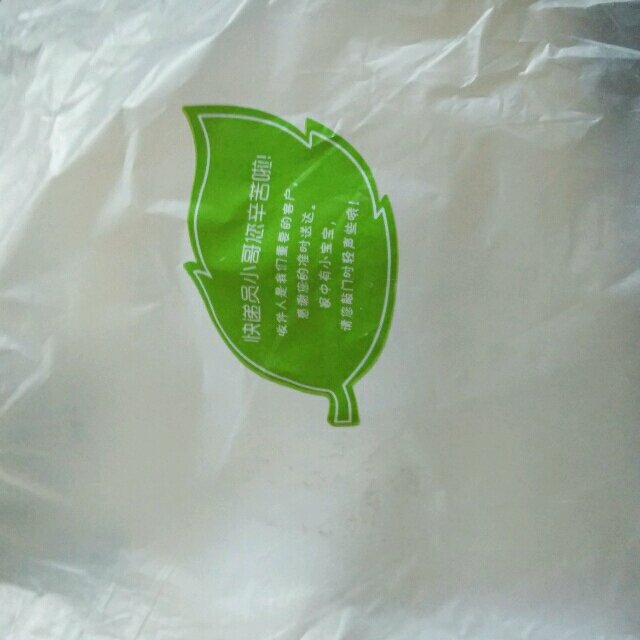 快递员小哥您辛苦啦!
收件人是我们重要的客户。
感谢您的准时送达。
家中有小宝宝
请您敲门时轻声些哦!